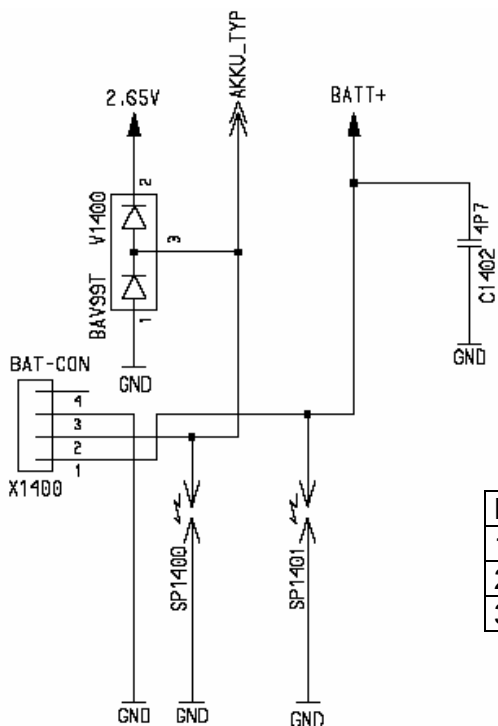 AKKU_TYP
2.65V
BATT+
2
V1400
3
BAV99T
1
4P7
C1402
GND
GND
BAT-CON
4
3
2
1
X1400
SP1400
SP1401
GND
GND
GND